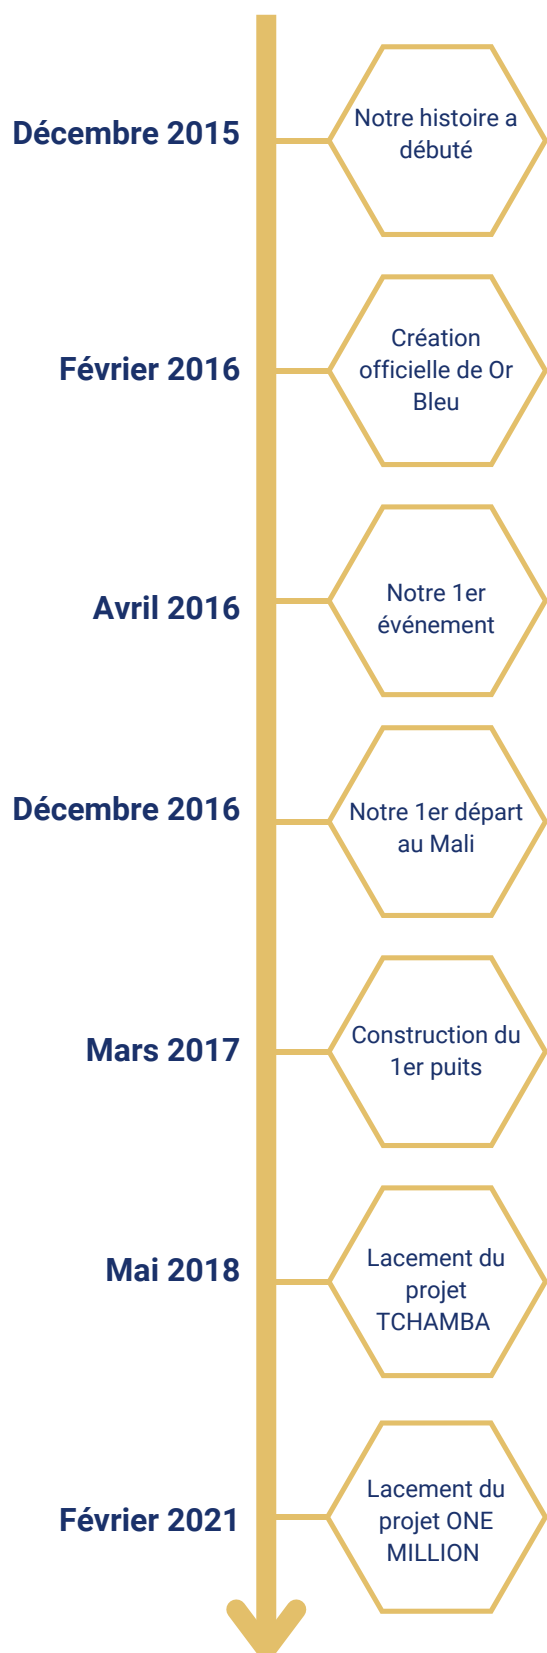 Décembre 2015
Notre histoire a
débuté
Février 2016
Création
officielle de Or
Bleu
Avril 2016
Notre 1er
événement
Décembre 2016
Notre 1er départ
au Mali
Mars 2017
Construction du
1er puits
Mai 2018
Lacement du
projet
TCHAMBA
Février 2021
Lacement du
projet ONE
MILLION